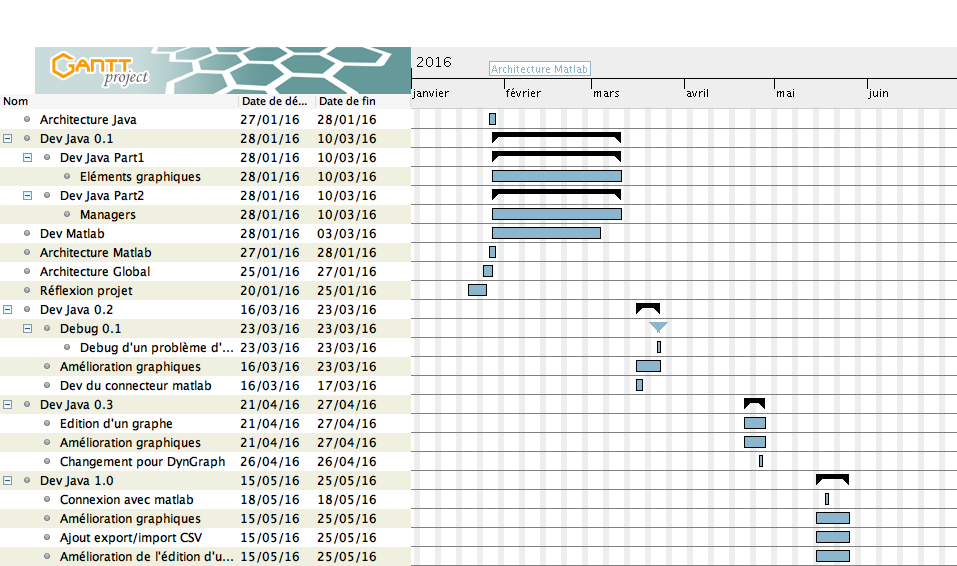 GANTT
project
2016
Architecture Matlab
janvier février mars avril mai juin
Nom Date de dé... Date de fin
Architecture Java 27/01/16 28/01/16
Dev Java 0.1 28/01/16 10/03/16
Dev Java Part1 28/01/16 10/03/16
Eléments graphiques 28/01/16 10/03/16
Dev Java Part2 28/01/16 10/03/16
Managers 28/01/16 10/03/16
Dev Matlab 28/01/16 03/03/16
Architecture Matlab 27/01/16 28/01/16
Architecture Global 25/01/16 27/01/16
Réflexion projet 20/01/16 25/01/16
Dev Java 0.2 16/03/16 23/03/16
Debug 0.1 23/03/16 23/03/16
Debug d'un problème d'... 23/03/16 23/03/16
Amélioration graphiques 16/03/16 23/03/16
Dev du connecteur matlab 16/03/16 17/03/16
Dev Java 0.3 21/04/16 27/04/16
Edition d'un graphe 21/04/16 27/04/16
Amélioration graphiques 21/04/16 27/04/16
Changement pour DynGraph 26/04/16 26/04/16
Dev Java 1.0 15/05/16 25/05/16
Connexion avec matlab 18/05/16 18/05/16
Amélioration graphiques 15/05/16 25/05/16
Ajout export/import CSV 15/05/16 25/05/16
Amélioration de l'édition d'u... 15/05/16 25/05/16